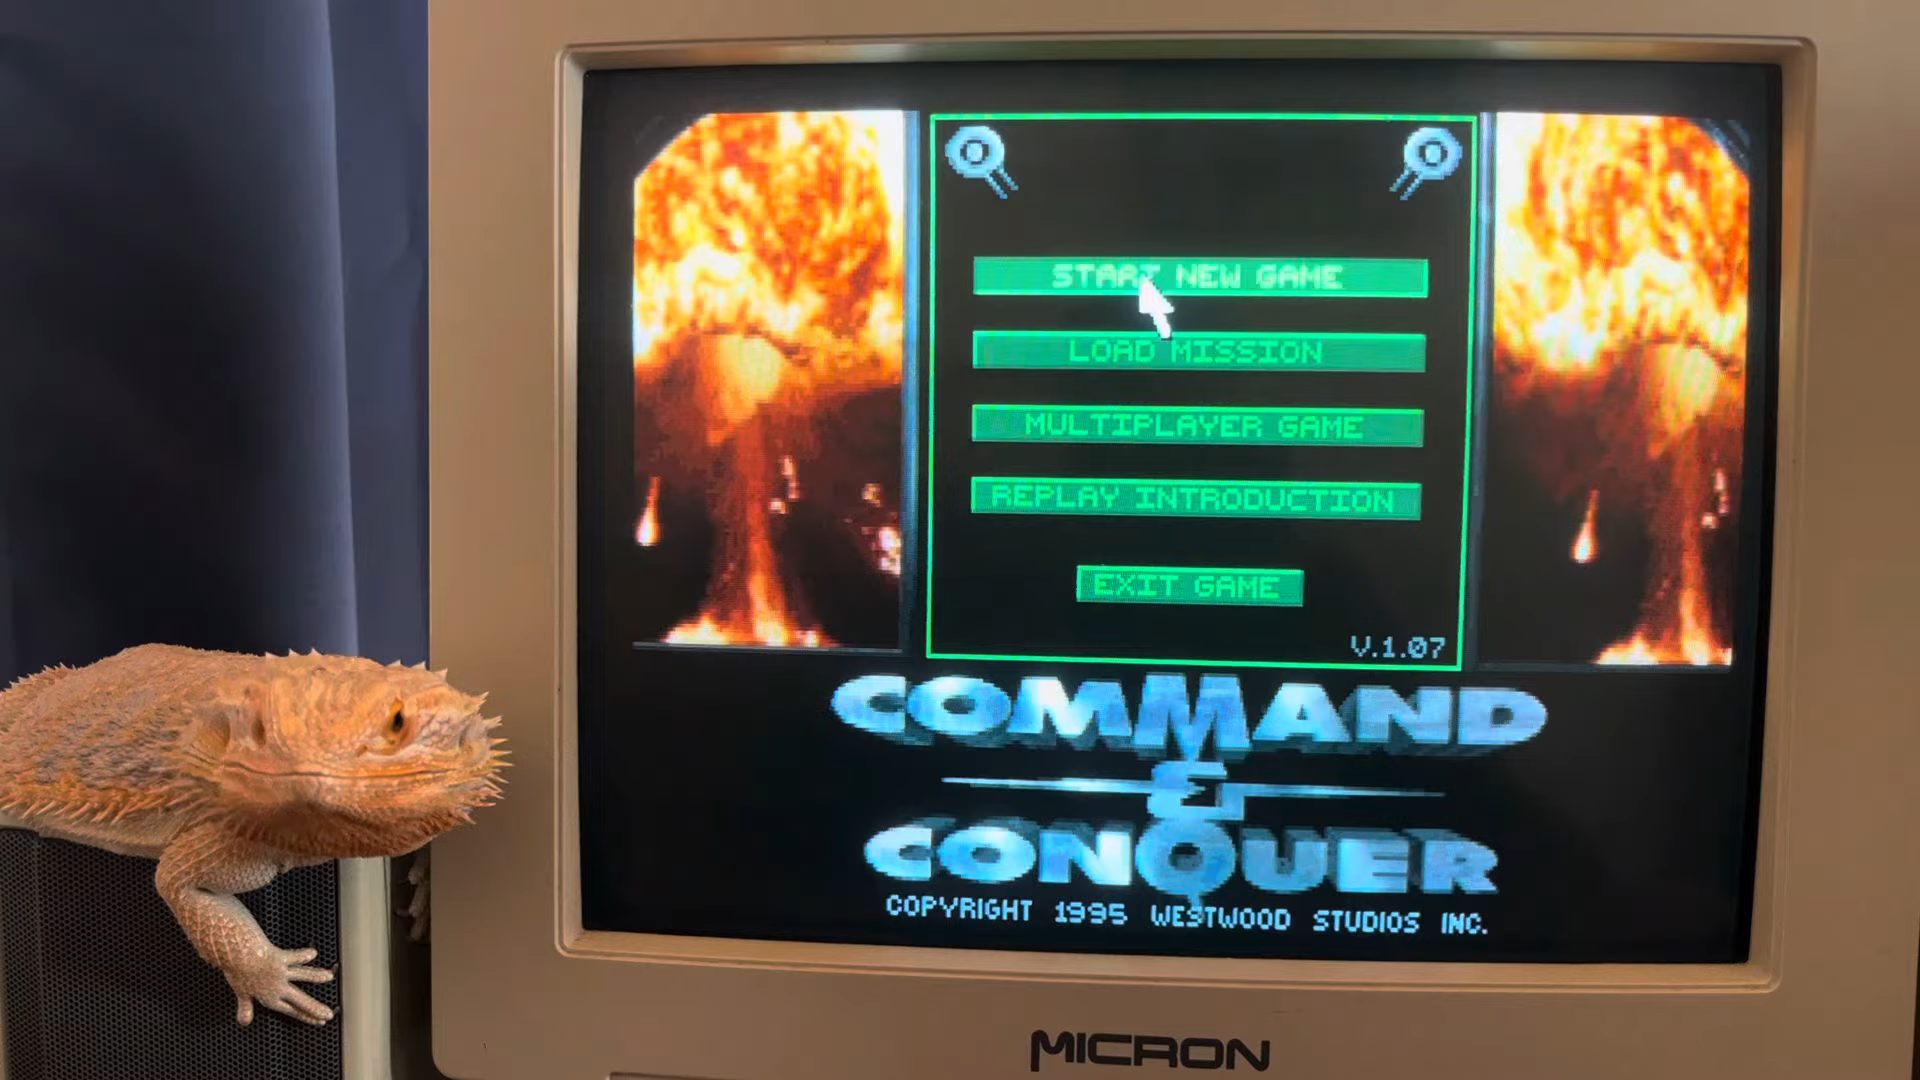 START NEW GAME
LOAD MISSION
MULTIPLAYER GAME
REPLAY INTRODUCTION
EXIT GAME
V.1.07
COMMAND
&
CONQUER
COPYRIGHT 1995 WESTWOOD STUDIOS INC.
MICRON